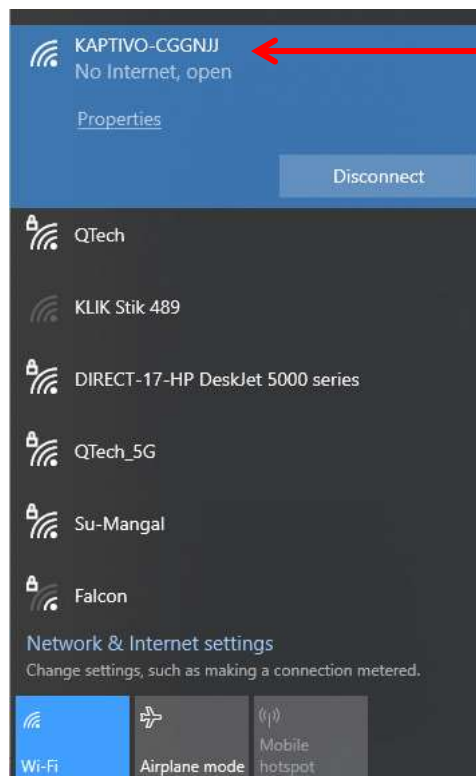 KAPTIVO-CGGNJJ
No Internet, open
Properties
Disconnect
QTech
KLIK Stik 489
DIRECT-17-HP DeskJet 5000 series
QTech_5G
Su-Mangal
Falcon
Network & Internet settings
Change settings, such as making a connection metered.
Wi-Fi
Airplane mode
Mobile
hotspot